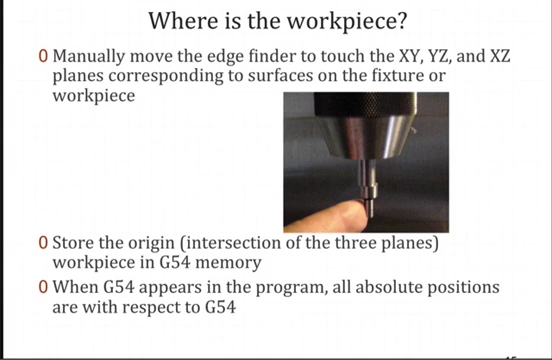 Where is the workpiece?
0 Manually move the edge finder to touch the XY, YZ, and XZ
planes corresponding to surfaces on the fixture or
workpiece
0 Store the origin (intersection of the three planes)
workpiece in G54 memory
0 When G54 appears in the program, all absolute positions
are with respect to G54